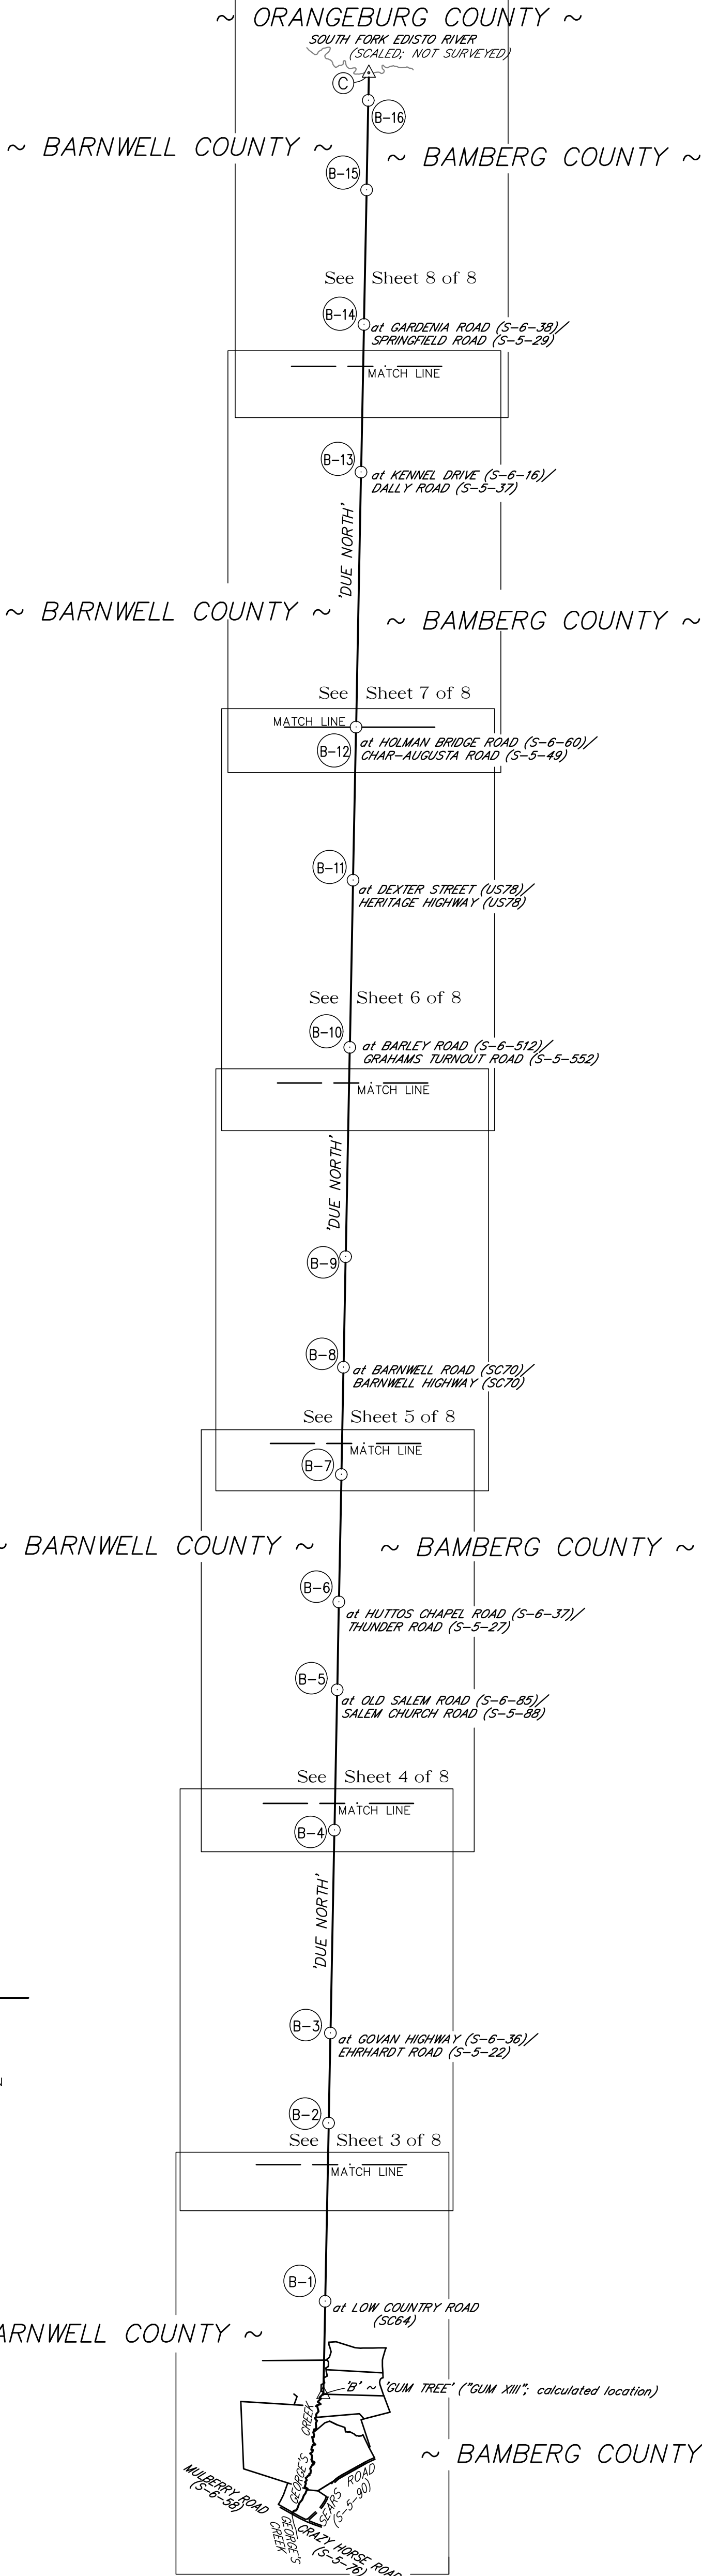 ~ ORANGEBURG COUNTY ~
SOUTH FORK EDISTO RIVER
(SCALED; NOT SURVEYED)
C
B-16
~ BARNWELL COUNTY ~
~ BAMBERG COUNTY ~
B-15
See Sheet 8 of 8
B-14
at GARDENIA ROAD (S-6-38)/
SPRINGFIELD ROAD (S-5-29)
MATCH LINE
B-13
at KENNEL DRIVE (S-6-16)/
DALLY ROAD (S-5-37)
'DUE NORTH'
~ BARNWELL COUNTY ~
~ BAMBERG COUNTY ~
See Sheet 7 of 8
MATCH LINE
B-12
at HOLMAN BRIDGE ROAD (S-6-60)/
CHAR-AUGUSTA ROAD (S-5-49)
B-11
at DEXTER STREET (US78)/
HERITAGE HIGHWAY (US78)
See Sheet 6 of 8
B-10
at BARLEY ROAD (S-6-512)/
GRAHAMS TURNOUT ROAD (S-5-552)
MATCH LINE
'DUE NORTH'
B-9
B-8
at BARNWELL ROAD (SC70)/
BARNWELL HIGHWAY (SC70)
See Sheet 5 of 8
MATCH LINE
B-7
~ BARNWELL COUNTY ~
~ BAMBERG COUNTY ~
B-6
at HUTTOS CHAPEL ROAD (S-6-37)/
THUNDER ROAD (S-5-27)
B-5
at OLD SALEM ROAD (S-6-85)/
SALEM CHURCH ROAD (S-5-88)
See Sheet 4 of 8
MATCH LINE
B-4
'DUE NORTH'
B-3
at GOVAN HIGHWAY (S-6-36)/
EHRHARDT ROAD (S-5-22)
B-2
See Sheet 3 of 8
MATCH LINE
B-1
at LOW COUNTRY ROAD
(SC64)
ARNWELL COUNTY ~
'B' ~ 'GUM TREE' ("GUM XIII"; calculated location)
GEORGE'S
CREEK
~ BAMBERG COUNTY
MULBERRY ROAD
(S-6-58)
SEARS ROAD
(S-5-90)
GEORGE'S
CREEK
CRAZY HORSE ROAD
(S-5-76)